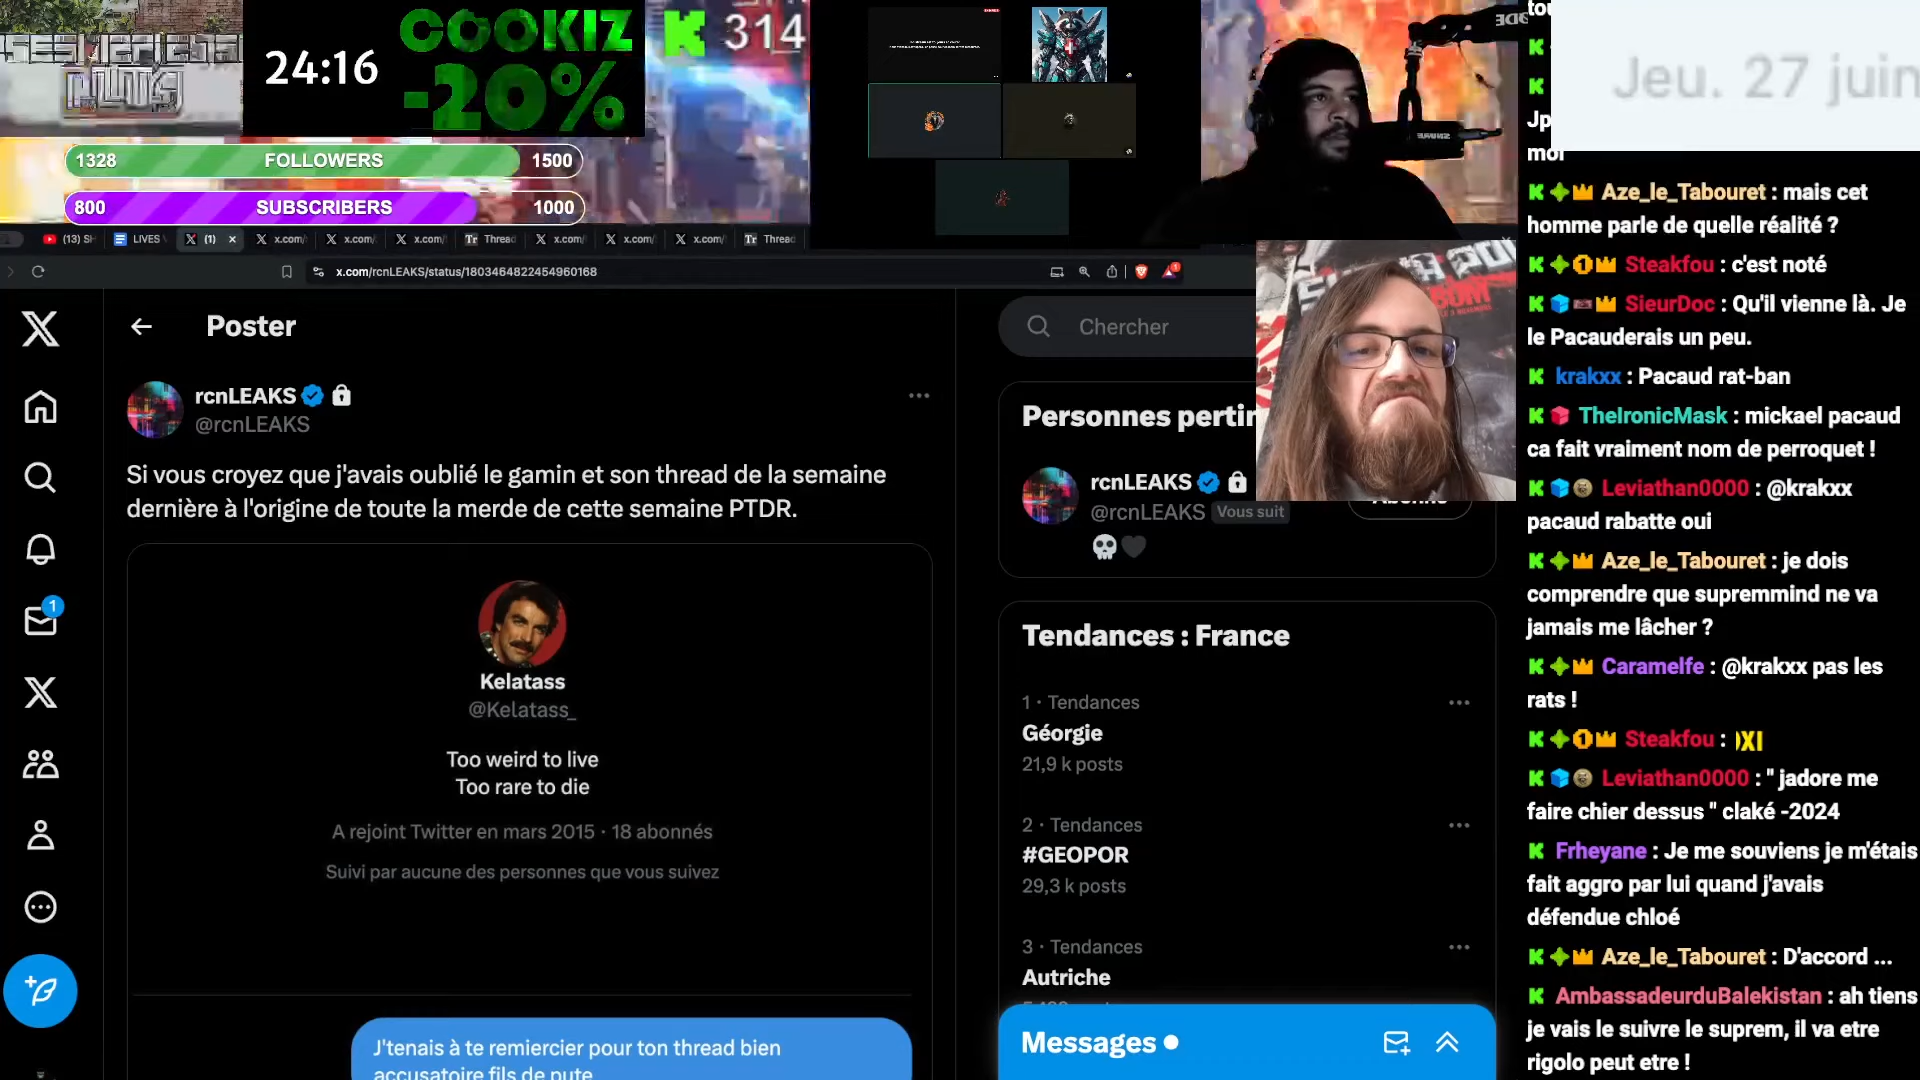 24:16
COOKIZ
-20%
314
1328 FOLLOWERS 1500
800 SUBSCRIBERS 1000
Jeu. 27 juin
(13) SH
LIVES
(1)
x.com/
x.com/
x.com/
Thread
x.com/
x.com/
x.com/
Thread
x.com/rcnLEAKS/status/1803464822454960168
Poster
rcnLEAKS
@rcnLEAKS
Si vous croyez que j'avais oublié le gamin et son thread de la semaine
dernière à l'origine de toute la merde de cette semaine PTDR.
Kelatass
@Kelatass_
Too weird to live
Too rare to die
A rejoint Twitter en mars 2015 · 18 abonnés
Suivi par aucune des personnes que vous suivez
J'tenais à te remiercier pour ton thread bien
accusatoire fils de pute
Chercher
Personnes pertin
rcnLEAKS
@rcnLEAKS Vous suit
Tendances : France
1 · Tendances
Géorgie
21,9 k posts
2 · Tendances
#GEOPOR
29,3 k posts
3 · Tendances
Autriche
Messages
1
tou
Jp
moi
Aze_le_Tabouret : mais cet
homme parle de quelle réalité ?
Steakfou : c'est noté
SieurDoc : Qu'il vienne là. Je
le Pacauderais un peu.
krakxx : Pacaud rat-ban
TheIronicMask : mickael pacaud
ca fait vraiment nom de perroquet !
Leviathan0000 : @krakxx
pacaud rabatte oui
Aze_le_Tabouret : je dois
comprendre que supremmind ne va
jamais me lâcher ?
Caramelfe : @krakxx pas les
rats !
Steakfou :
Leviathan0000 : " jadore me
faire chier dessus " claké -2024
Frheyane : Je me souviens je m'étais
fait aggro par lui quand j'avais
défendue chloé
Aze_le_Tabouret : D'accord ...
AmbassadeurduBalekistan : ah tiens
je vais le suivre le suprem, il va etre
rigolo peut etre !